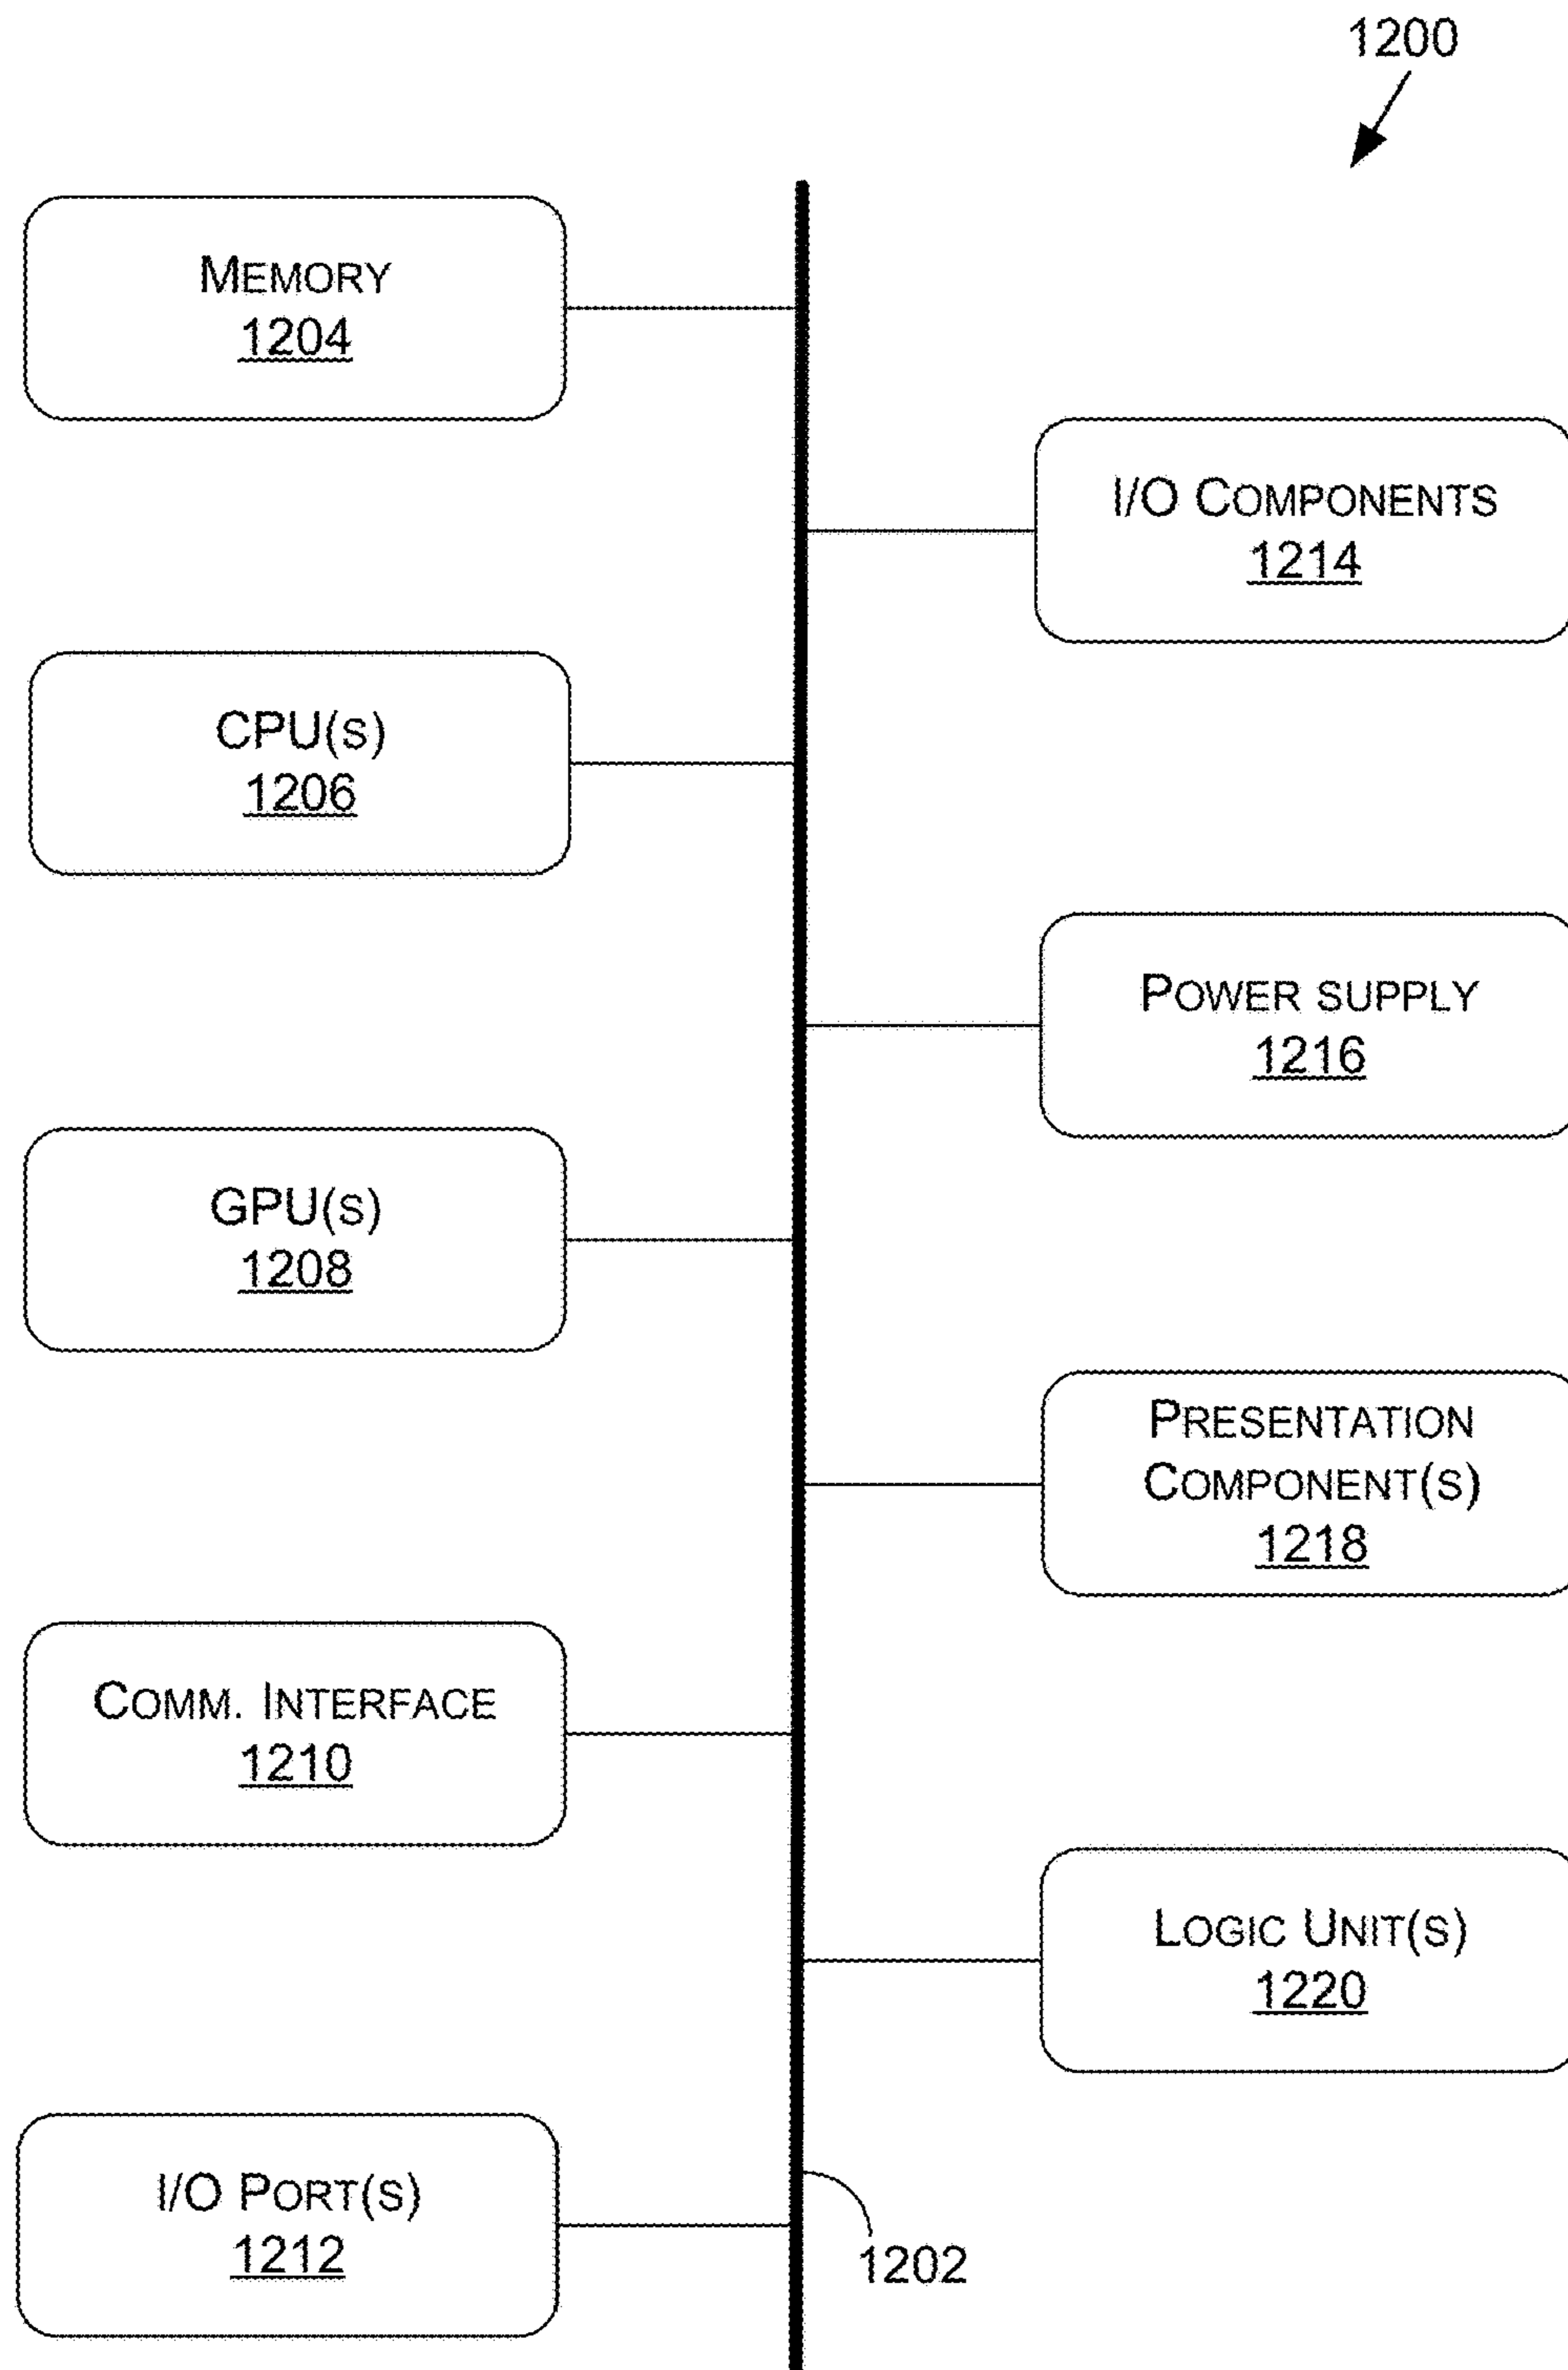 1200
MEMORY
1204
I/O COMPONENTS
1214
CPU(S)
1206
POWER SUPPLY
1216
GPU(S)
1208
PRESENTATION
COMPONENT(S)
1218
COMM. INTERFACE
1210
LOGIC UNIT(S)
1220
I/O PORT(S)
1212
1202